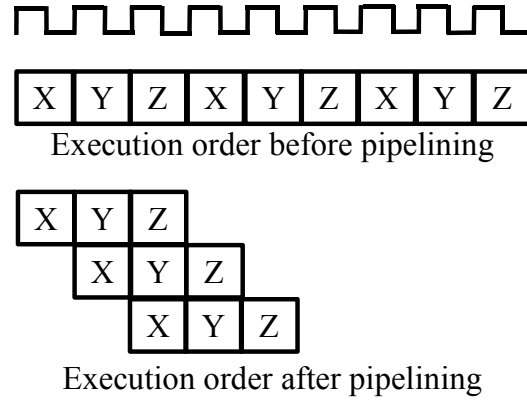 X Y Z X Y Z X Y Z
Execution order before pipelining
X Y Z
X Y Z
X Y Z
Execution order after pipelining